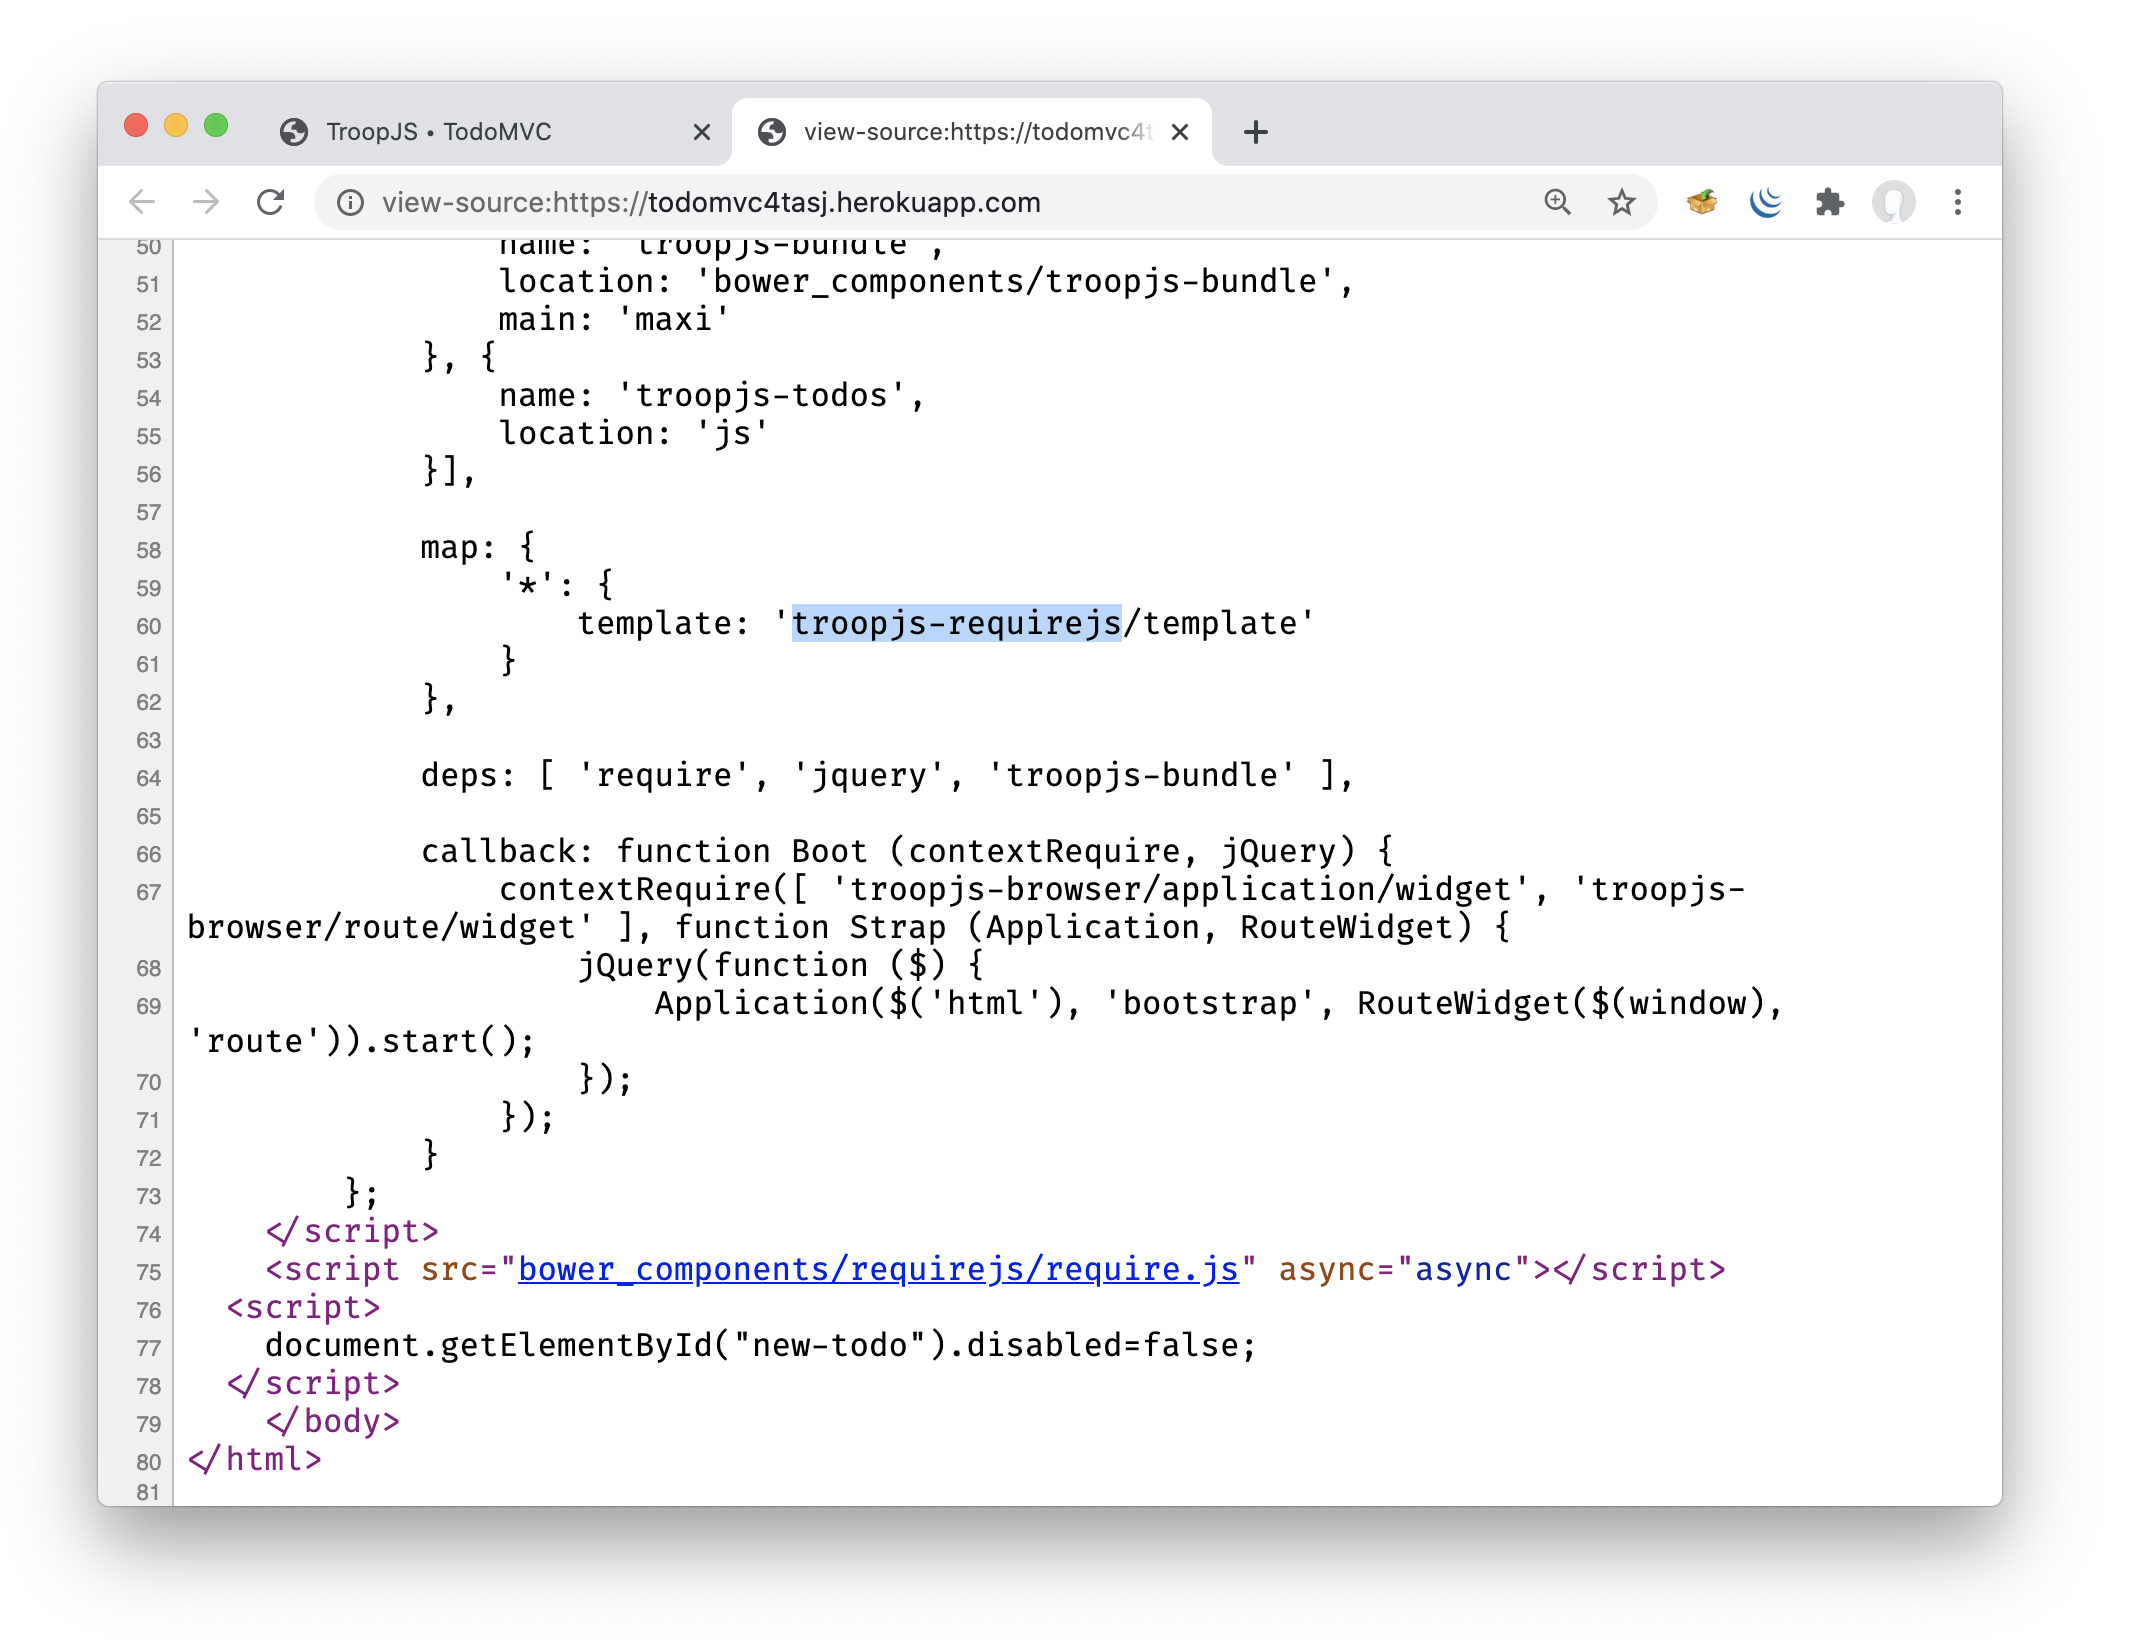 TroopJS • TodoMVC
view-source:https://todomvc4t
view-source:https://todomvc4tasj.herokuapp.com
50 name: 'troopjs-bundle',
51 location: 'bower_components/troopjs-bundle',
52 main: 'maxi'
53 }, {
54 name: 'troopjs-todos',
55 location: 'js'
56 }],
57
58 map: {
59 '*': {
60 template: 'troopjs-requirejs/template'
61 }
62 },
63
64 deps: [ 'require', 'jquery', 'troopjs-bundle' ],
65
66 callback: function Boot (contextRequire, jQuery) {
67 contextRequire([ 'troopjs-browser/application/widget', 'troopjs-
browser/route/widget' ], function Strap (Application, RouteWidget) {
68 jQuery(function ($) {
69 Application($('html'), 'bootstrap', RouteWidget($(window),
'route')).start();
70 });
71 });
72 }
73 };
74 </script>
75 <script src="bower_components/requirejs/require.js" async="async"></script>
76 <script>
77 document.getElementById("new-todo").disabled=false;
78 </script>
79 </body>
80 </html>
81